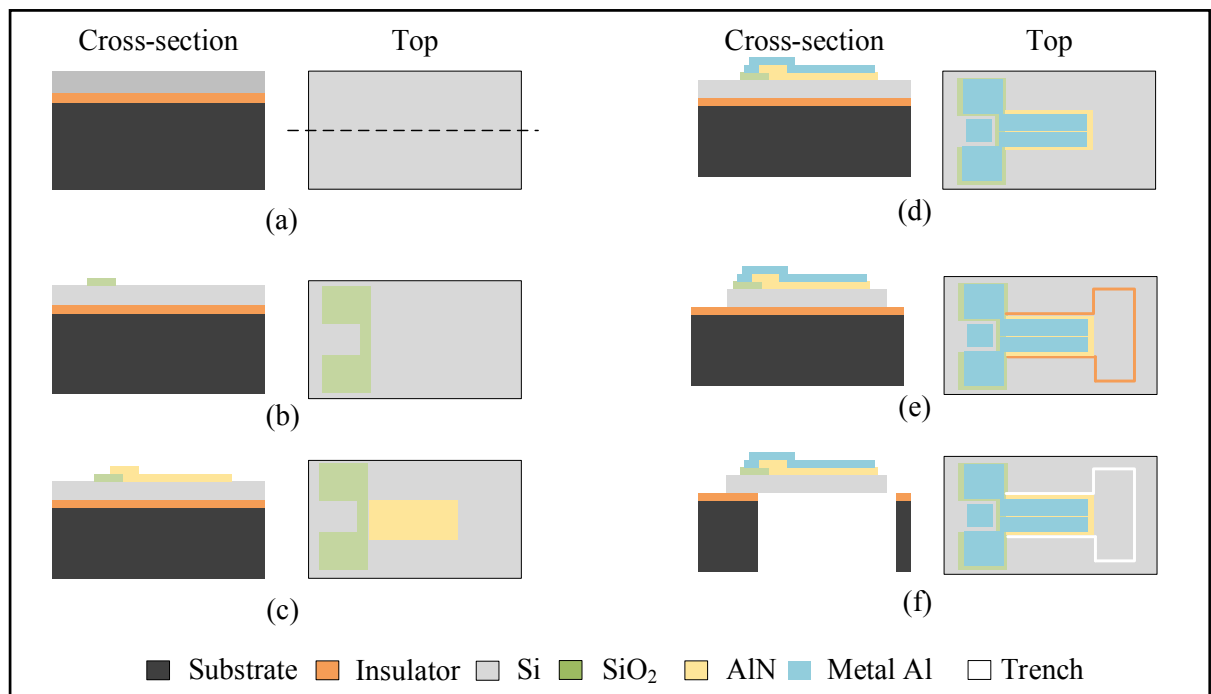 Cross-section Top Cross-section Top
(a)
(d)
(b)
(e)
(c)
(f)
Substrate Insulator Si SiO₂ AlN Metal Al Trench